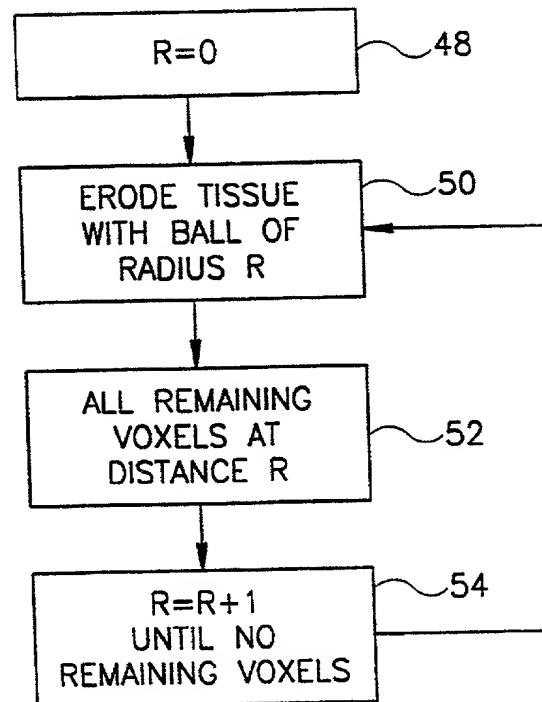 R=0
48
ERODE TISSUE
WITH BALL OF
RADIUS R
50
ALL REMAINING
VOXELS AT
DISTANCE R
52
R=R+1
UNTIL NO
REMAINING VOXELS
54